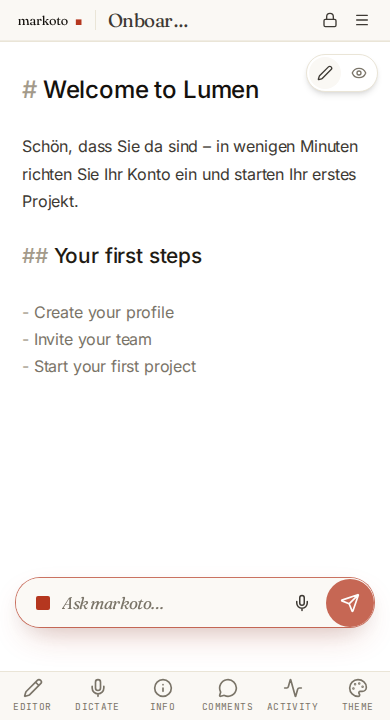 markoto
Onboar...
# Welcome to Lumen
Schön, dass Sie da sind – in wenigen Minuten
richten Sie Ihr Konto ein und starten Ihr erstes
Projekt.
## Your first steps
- Create your profile
- Invite your team
- Start your first project
Ask markoto...
EDITOR DICTATE INFO COMMENTS ACTIVITY THEME